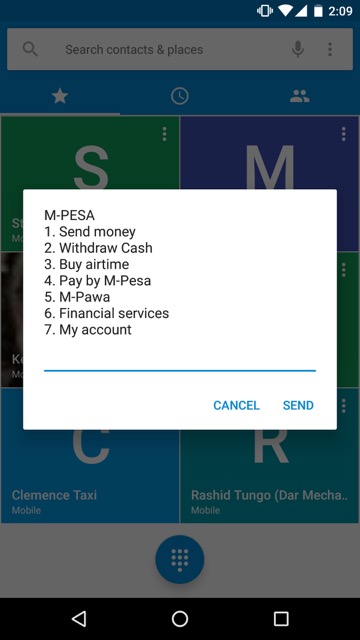 2:09
Search contacts & places
S
M
St
Mo
M-PESA
1. Send money
2. Withdraw Cash
3. Buy airtime
4. Pay by M-Pesa
5. M-Pawa
6. Financial services
7. My account
CANCEL
SEND
Ke
Mo
C
R
Clemence Taxi
Mobile
Rashid Tungo (Dar Mecha..
Mobile